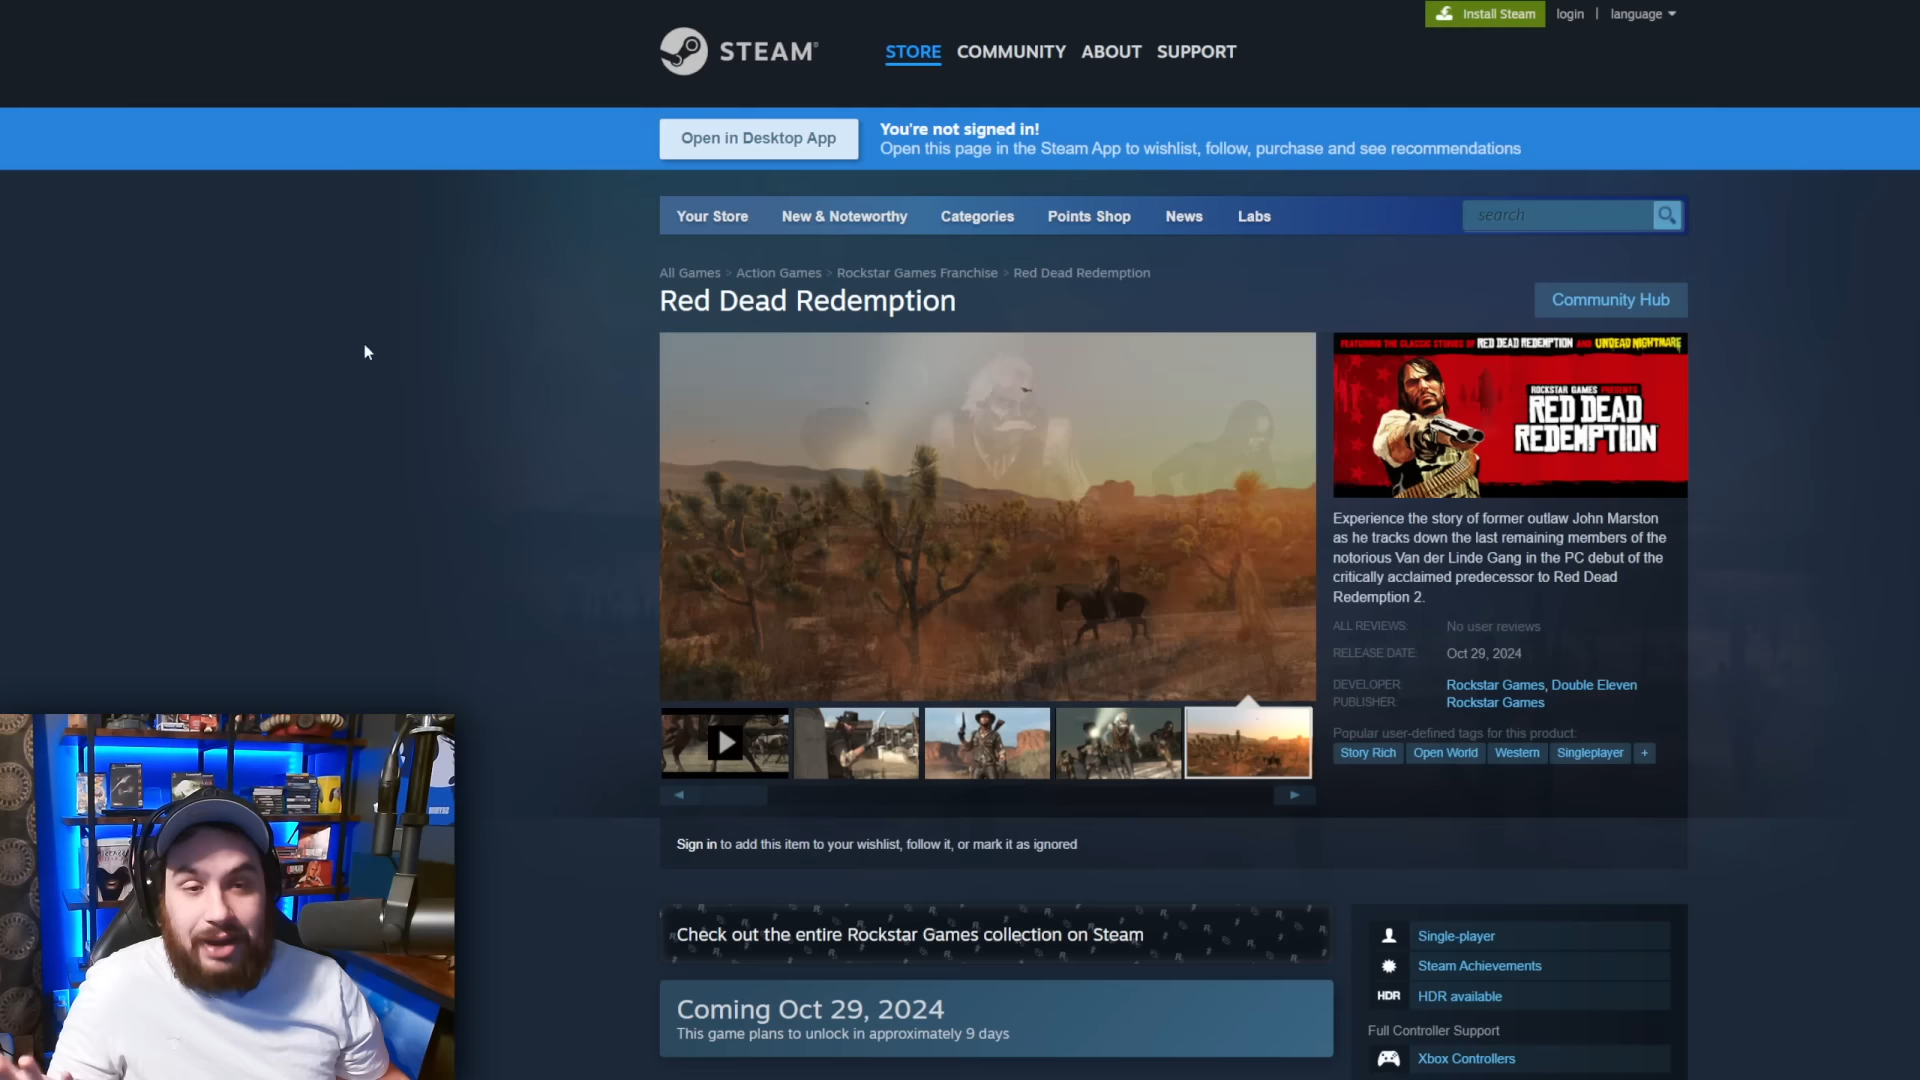 Install Steam
login | language
STEAM
STORE COMMUNITY ABOUT SUPPORT
Open in Desktop App
You're not signed in!
Open this page in the Steam App to wishlist, follow, purchase and see recommendations
Your Store New & Noteworthy Categories Points Shop News Labs
search
All Games > Action Games > Rockstar Games Franchise > Red Dead Redemption
Red Dead Redemption
Community Hub
FEATURING THE CLASSIC STORIES OF RED DEAD REDEMPTION AND UNDEAD NIGHTMARE
ROCKSTAR GAMES PRESENTS
RED DEAD
REDEMPTION
Experience the story of former outlaw John Marston
as he tracks down the last remaining members of the
notorious Van der Linde Gang in the PC debut of the
critically acclaimed predecessor to Red Dead
Redemption 2.
ALL REVIEWS: No user reviews
RELEASE DATE: Oct 29, 2024
DEVELOPER: Rockstar Games, Double Eleven
PUBLISHER: Rockstar Games
Popular user-defined tags for this product:
Story Rich Open World Western Singleplayer +
Sign in to add this item to your wishlist, follow it, or mark it as ignored
Check out the entire Rockstar Games collection on Steam
Coming Oct 29, 2024
This game plans to unlock in approximately 9 days
Single-player
Steam Achievements
HDR HDR available
Full Controller Support
Xbox Controllers